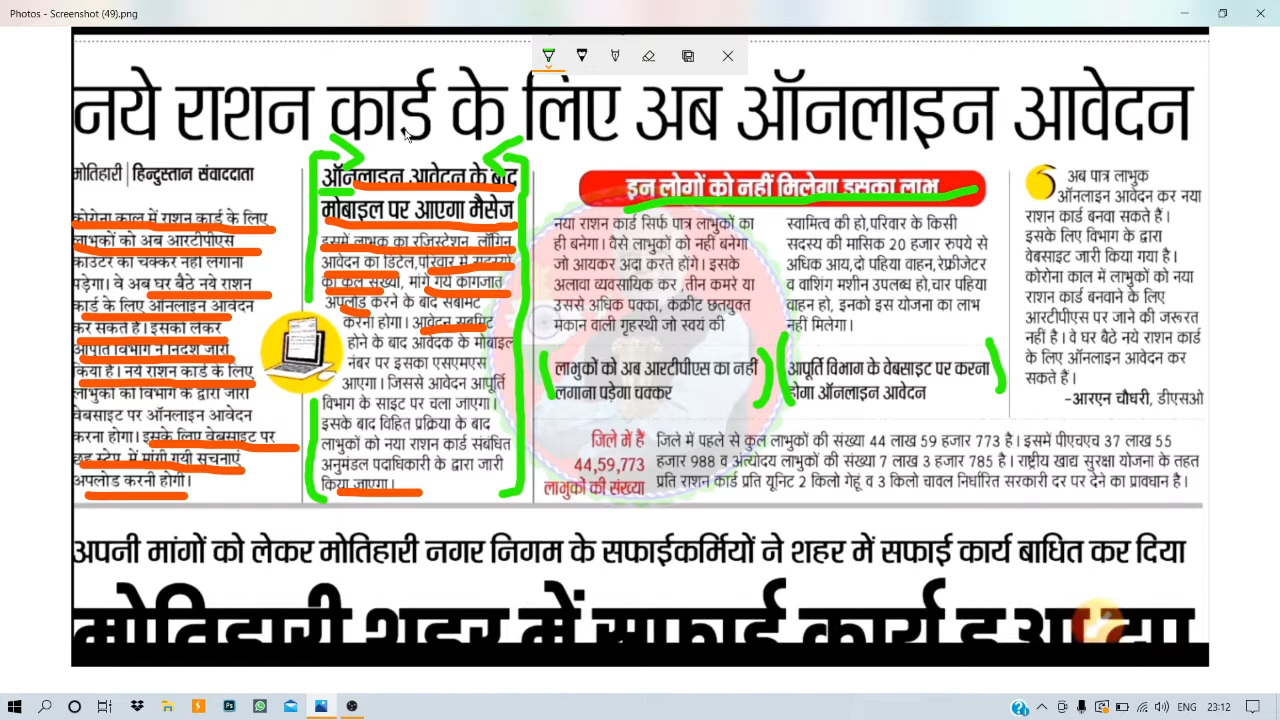 Photos - Screenshot (49).png
नये राशन कार्ड के लिए अब ऑनलाइन आवेदन
मोतिहारी | हिन्दुस्तान संवाददाता
कोरोना काल में राशन कार्ड के लिए
लाभुकों को अब आरटीपीएस
काउंटर का चक्कर नहीं लगाना
पड़ेगा। वे अब घर बैठे नये राशन
कार्ड के लिए ऑनलाइन आवेदन
कर सकते है। इसको लेकर
आपूर्ति विभाग ने निर्देश जारी
किया है। नये राशन कार्ड के लिए
लाभुकों को विभाग के द्वारा जारी
वेबसाइट पर ऑनलाइन आवेदन
करना होगा। इसके लिए वेबसाइट पर
छह स्टेप में मांगी गयी सूचनाएं
अपलोड करनी होगी।
ऑनलाइन आवेदन के बाद
मोबाइल पर आएगा मैसेज
इसमें लाभुक का रजिस्टेशन, लॉगिन,
आवेदन का डिटेल,परिवार में सदस्यों
का कुल संख्या, मांगे गये कागजात
अपलोड करने के बाद सबमिट
करना होगा। आवेदन सबमिट
होने के बाद आवेदक के मोबाइल
नंबर पर इसका एसएमएस
आएगा। जिससे आवेदन आपूर्ति
विभाग के साइट पर चला जाएगा।
इसके बाद विहित प्रक्रिया के बाद
लाभुकों को नया राशन कार्ड संबंधित
अनुमंडल पदाधिकारी के द्वारा जारी
किया जाएगा।
इन लोगों को नहीं मिलेगा इसका लाभ
नया राशन कार्ड सिर्फ पात्र लाभुकों का
ही बनेगा। वैसे लाभुकों को नहीं बनेगा
जो आयकर अदा करते होंगे। इसके
अलावा व्यवसायिक कर ,तीन कमरे या
उससे अधिक पक्का, कंक्रीट छतयुक्त
मकान वाली गृहस्थी जो स्वयं की
स्वामित्व की हो,परिवार के किसी
सदस्य की मासिक 20 हजार रुपये से
अधिक आय,दो पहिया वाहन,रेफ्रीजेटर
व वाशिंग मशीन उपलब्ध हो,चार पहिया
वाहन हो, इनको इस योजना का लाभ
नहीं मिलेगा।
लाभुकों को अब आरटीपीएस का नहीं
लगाना पड़ेगा चक्कर
आपूर्ति विभाग के वेबसाइट पर करना
होगा ऑनलाइन आवेदन
अब पात्र लाभुक
ऑनलाइन आवेदन कर नया
राशन कार्ड बनवा सकते हैं।
इसके लिए विभाग के द्वारा
वेबसाइट जारी किया गया है।
कोरोना काल में लाभुकों को नया
राशन कार्ड बनवाने के लिए
आरटीपीएस पर जाने की जरूरत
नहीं है। वे घर बैठे नये राशन कार्ड
के लिए ऑनलाइन आवेदन कर
सकते हैं।
-आरएन चौधरी, डीएसओ
जिले में हैं
44,59,773
लाभुकों की संख्या
जिले में पहले से कुल लाभुकों की संख्या 44 लाख 59 हजार 773 है। इसमें पीएचएच 37 लाख 55
हजार 988 व अंत्योदय लाभुकों की संख्या 7 लाख 3 हजार 785 है। राष्ट्रीय खाद्य सुरक्षा योजना के तहत
प्रति राशन कार्ड प्रति यूनिट 2 किलो गेहूं व 3 किलो चावल निर्धारित सरकारी दर पर देने का प्रावधान है।
अपनी मांगों को लेकर मोतिहारी नगर निगम के सफाईकर्मियों ने शहर में सफाई कार्य बाधित कर दिया
मोतिहारी शहर में सफाई कार्य
ENG
23:12